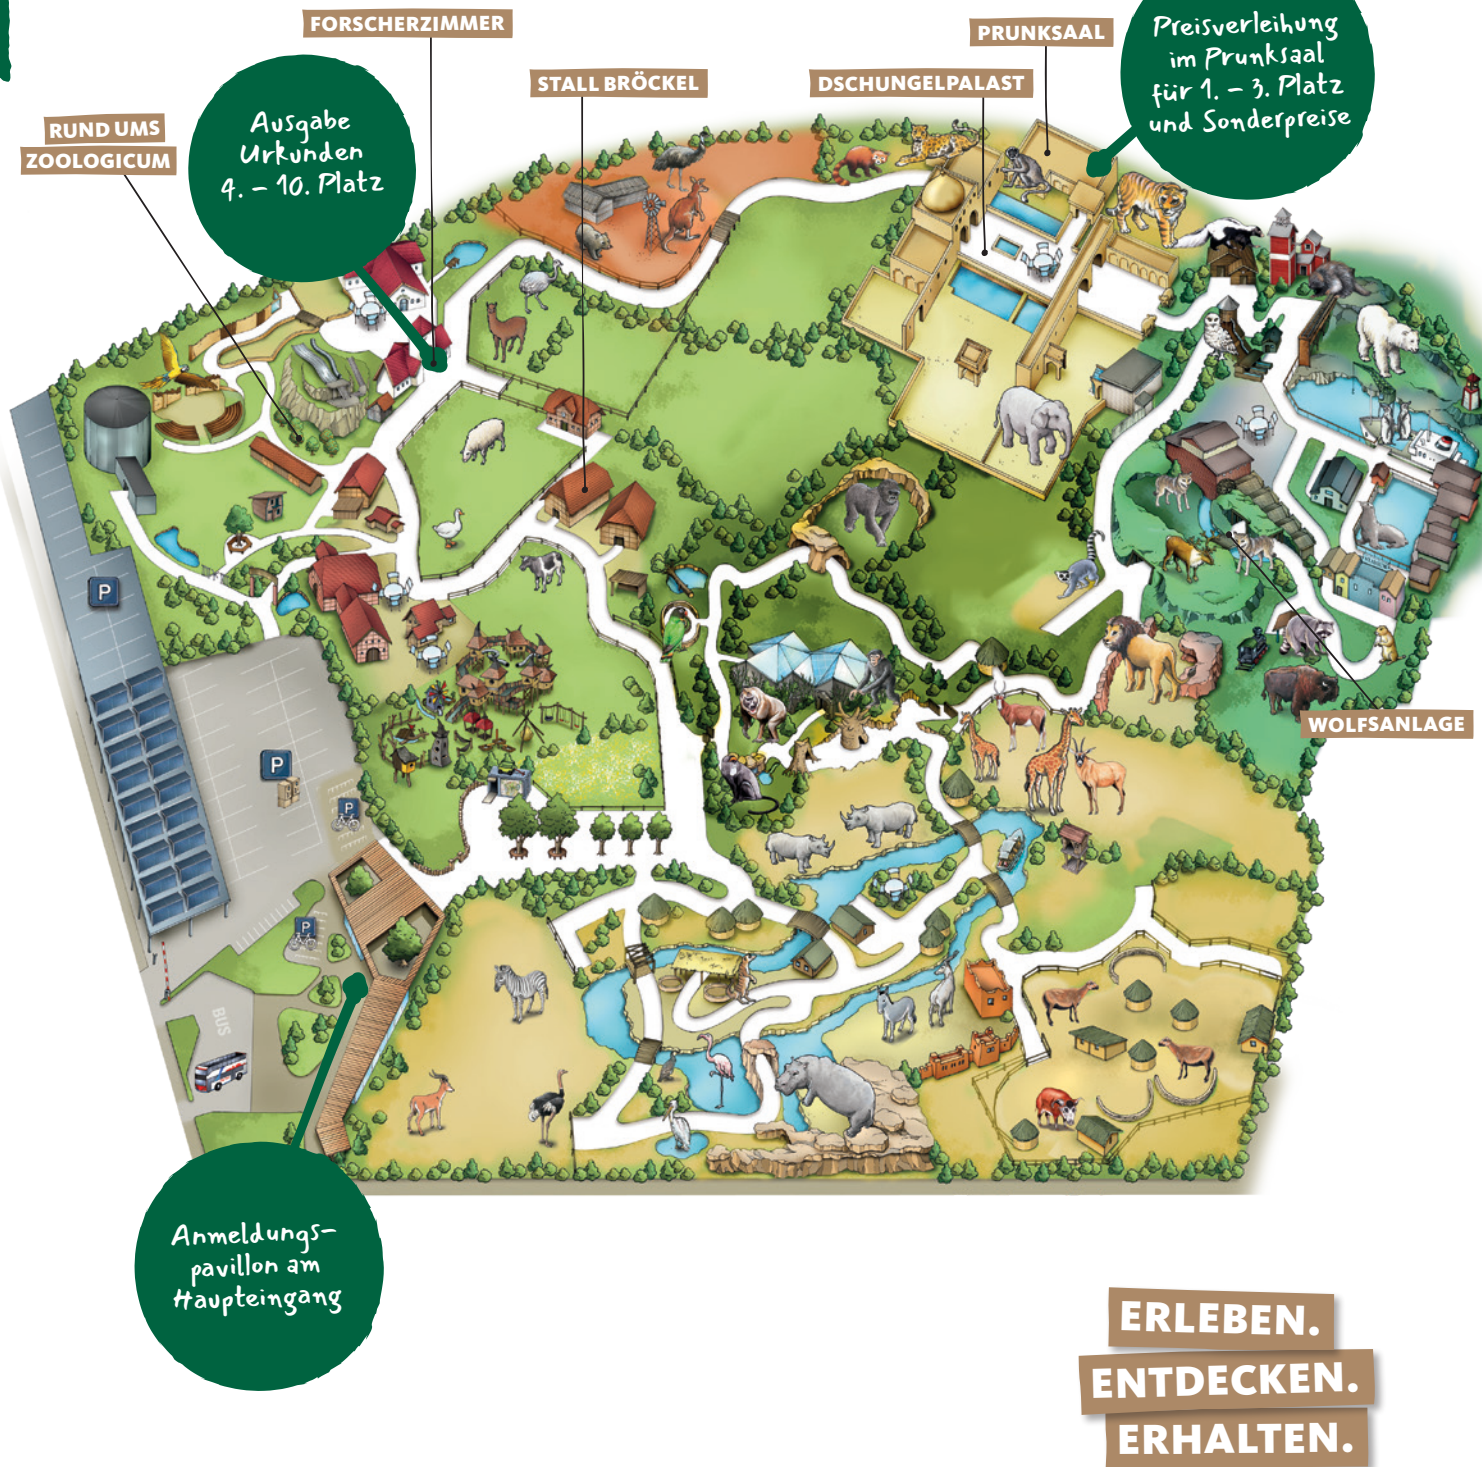 FORSCHERZIMMER
PRUNKSAAL
Preisverleihung
im Prunksaal
für 1. – 3. Platz
und Sonderpreise
STALL BRÖCKEL
DSCHUNGELPALAST
RUND UMS
ZOOLOGICUM
Ausgabe
Urkunden
4. – 10. Platz
P
P
P
P
BUS
WOLFSANLAGE
Anmeldungs-
pavillon am
Haupteingang
ERLEBEN.
ENTDECKEN.
ERHALTEN.